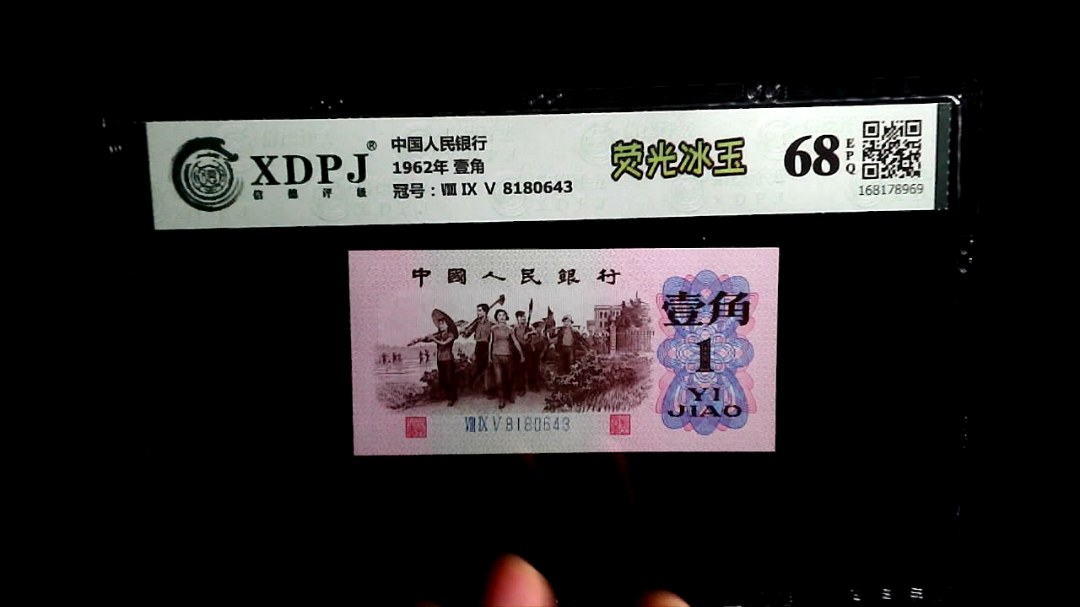 XDPJ®
信德评级
中国人民银行
1962年 壹角
冠号：Ⅷ Ⅸ Ⅴ 8180643
荧光冰玉
68
EPQ
168178969
中國人民銀行
壹角
1
YI
JIAO
Ⅷ Ⅸ Ⅴ 8180643